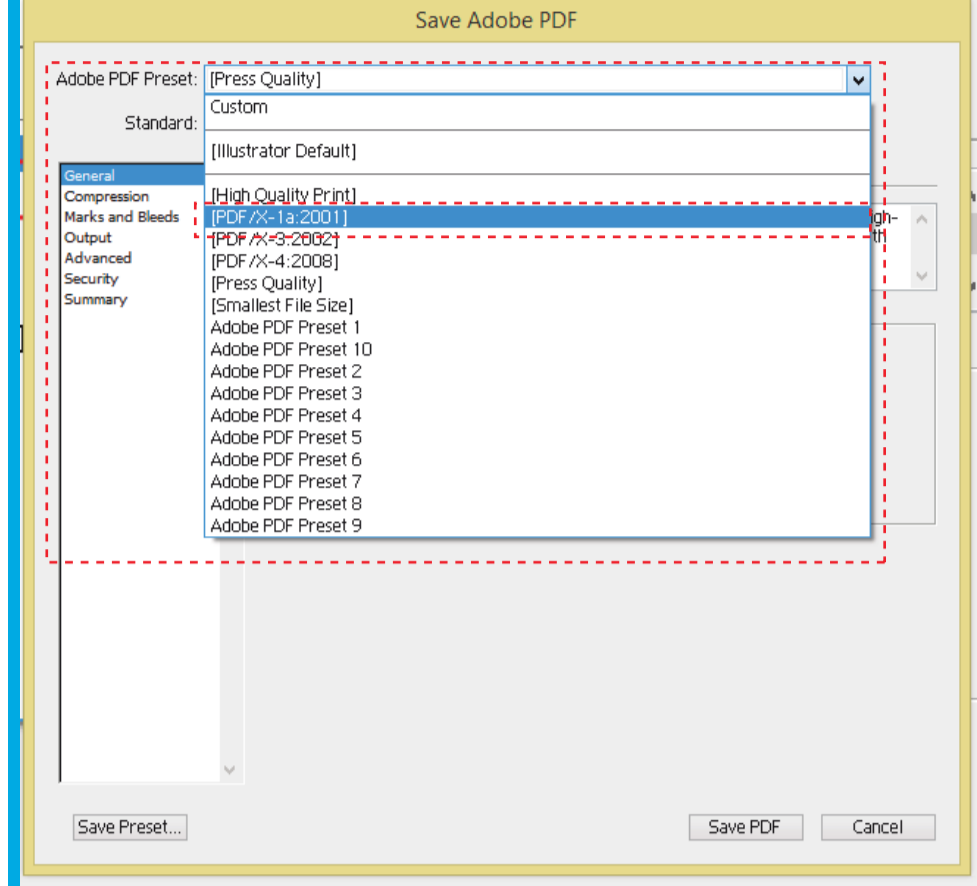 Save Adobe PDF
Adobe PDF Preset: [Press Quality]
Standard:
Custom
[Illustrator Default]
[High Quality Print]
[PDF/X-1a:2001]
[PDF/X-3:2002]
[PDF/X-4:2008]
[Press Quality]
[Smallest File Size]
Adobe PDF Preset 1
Adobe PDF Preset 10
Adobe PDF Preset 2
Adobe PDF Preset 3
Adobe PDF Preset 4
Adobe PDF Preset 5
Adobe PDF Preset 6
Adobe PDF Preset 7
Adobe PDF Preset 8
Adobe PDF Preset 9
General
Compression
Marks and Bleeds
Output
Advanced
Security
Summary
Save Preset...
Save PDF
Cancel